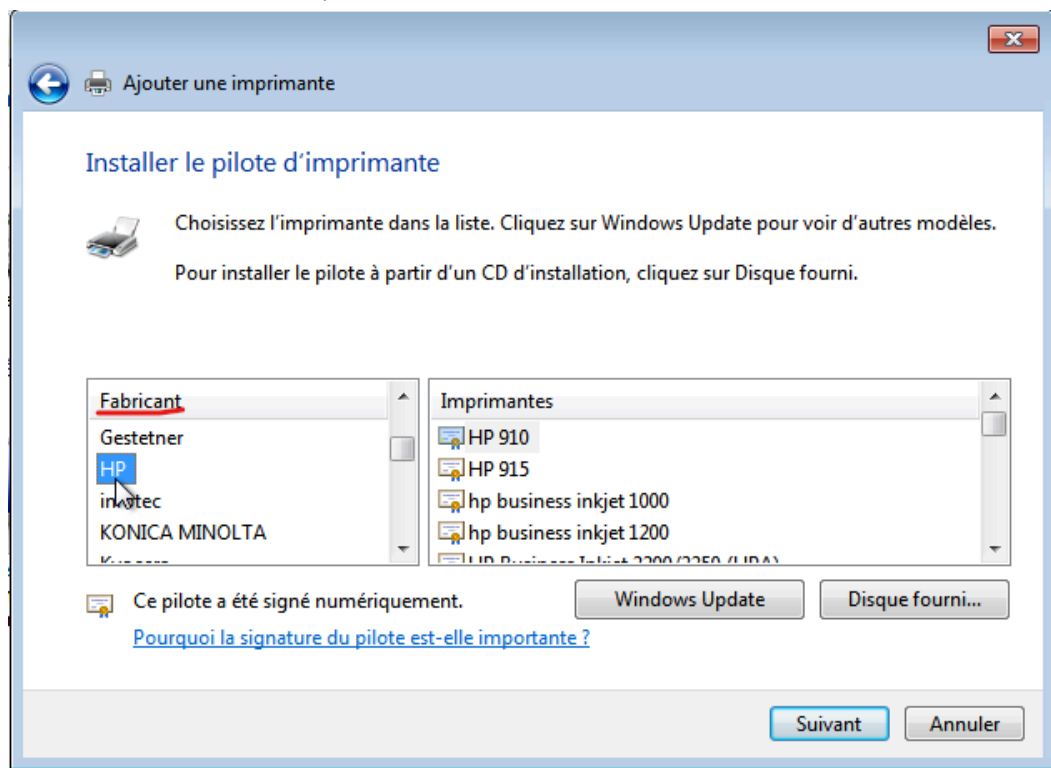 Ajouter une imprimante
Installer le pilote d'imprimante
Choisissez l'imprimante dans la liste. Cliquez sur Windows Update pour voir d'autres modèles.
Pour installer le pilote à partir d'un CD d'installation, cliquez sur Disque fourni.
Fabricant
Gestetner
HP
KONICA MINOLTA
Imprimantes
HP 910
HP 915
hp business inkjet 1000
hp business inkjet 1200
Ce pilote a été signé numériquement.
Windows Update
Disque fourni...
Pourquoi la signature du pilote est-elle importante ?
Suivant
Annuler